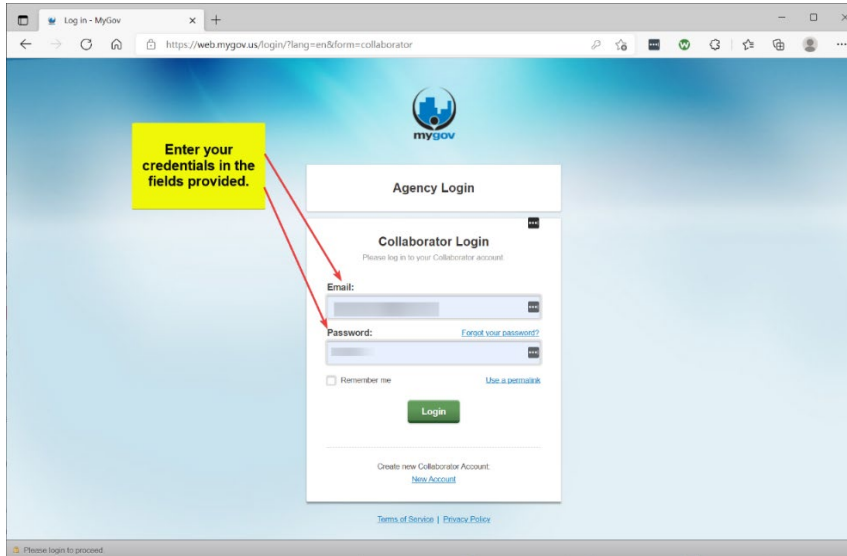 Log in - MyGov
https://web.mygov.us/login/?lang=en&form=collaborator
mygov
Enter your
credentials in the
fields provided.
Agency Login
Collaborator Login
Please log in to your Collaborator account
Email:
Password:
Forgot your password?
Remember me
Use a permalink
Login
Create new Collaborator Account:
New Account
Terms of Service | Privacy Policy
Please login to proceed